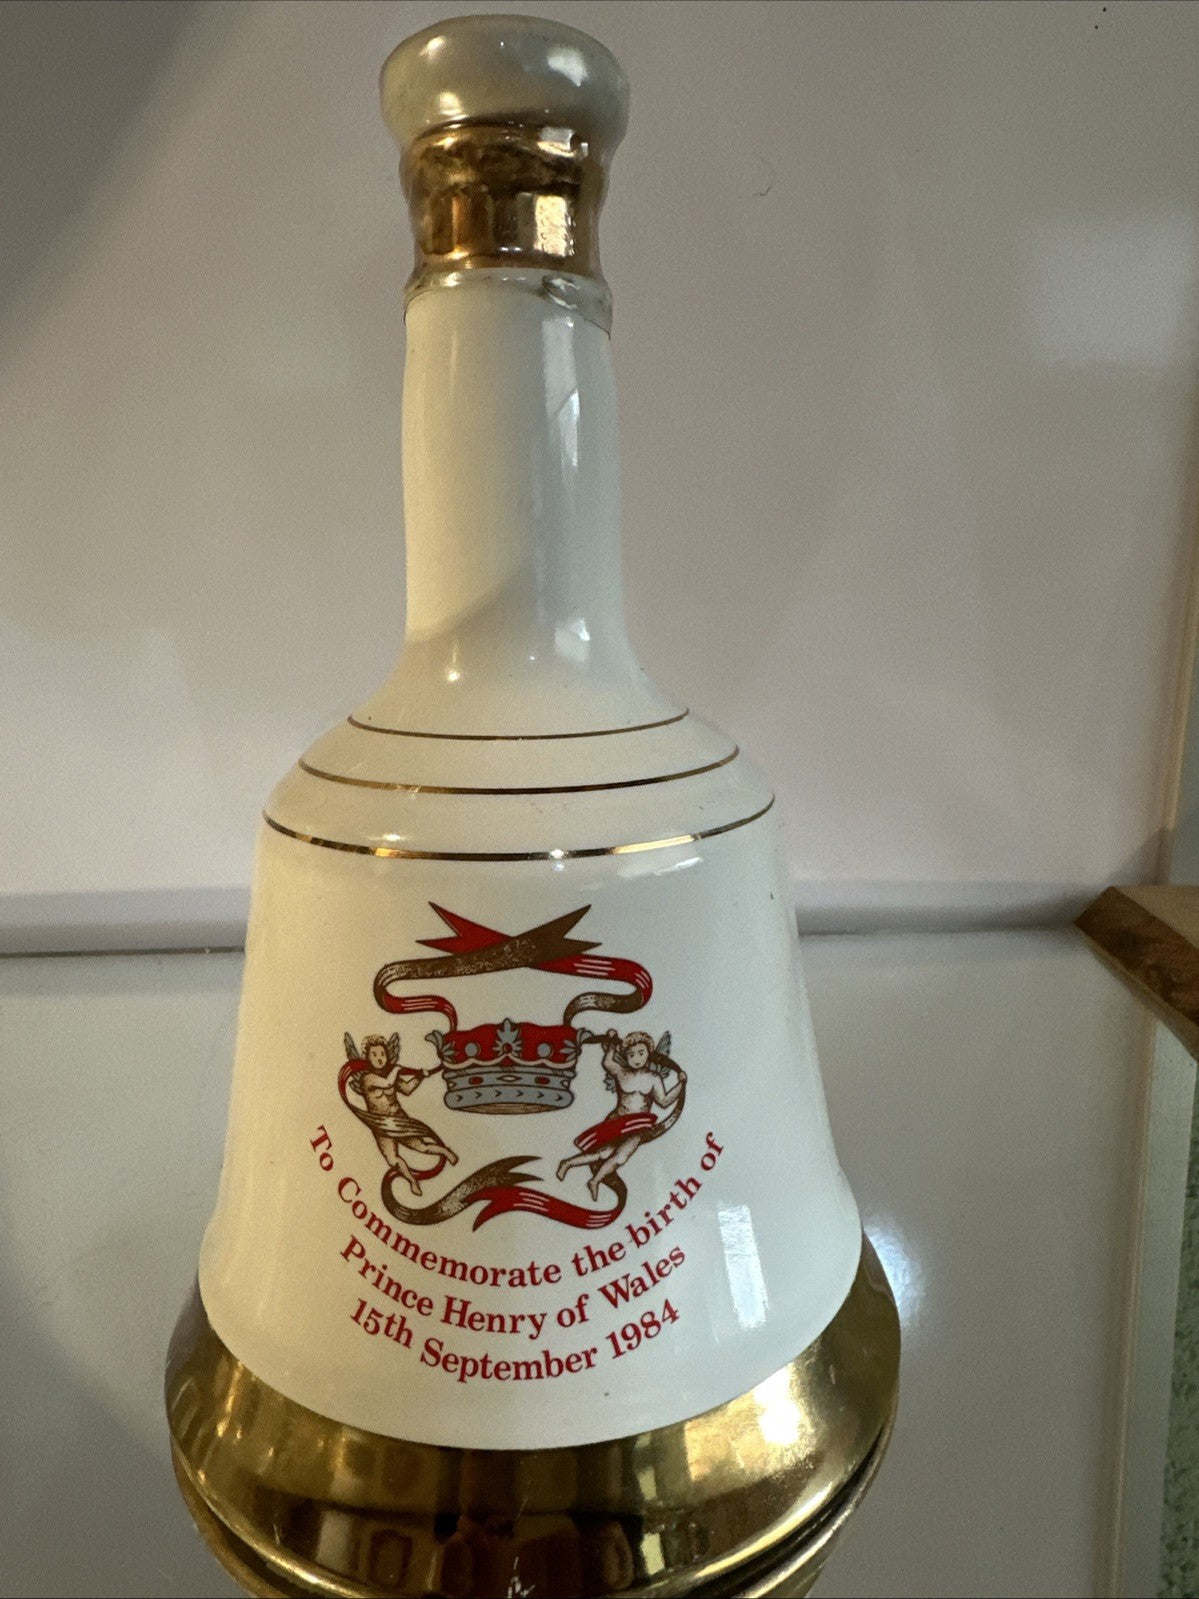 To Commemorate the birth of
Prince Henry of Wales
15th September 1984